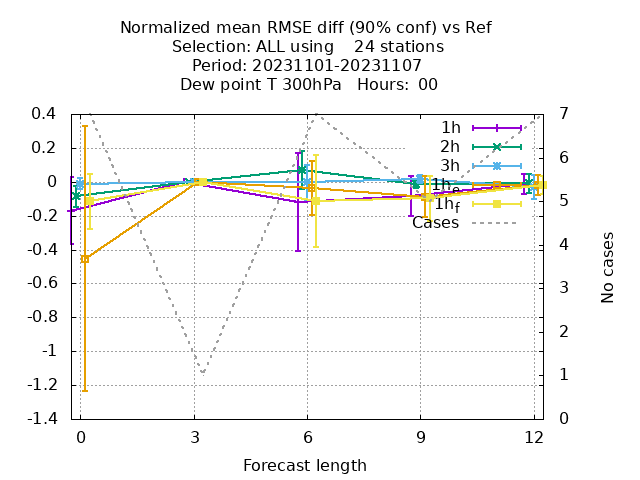 Normalized mean RMSE diff (90% conf) vs Ref
Selection: ALL using    24 stations
Period: 20231101-20231107
Dew point T 300hPa   Hours:  00
0.4
0.2
0
-0.2
-0.4
-0.6
-0.8
-1
-1.2
-1.4
7
6
5
4
3
2
1
0
1h
2h
3h
1h_e
1h_f
Cases
No cases
0
3
6
9
12
Forecast length